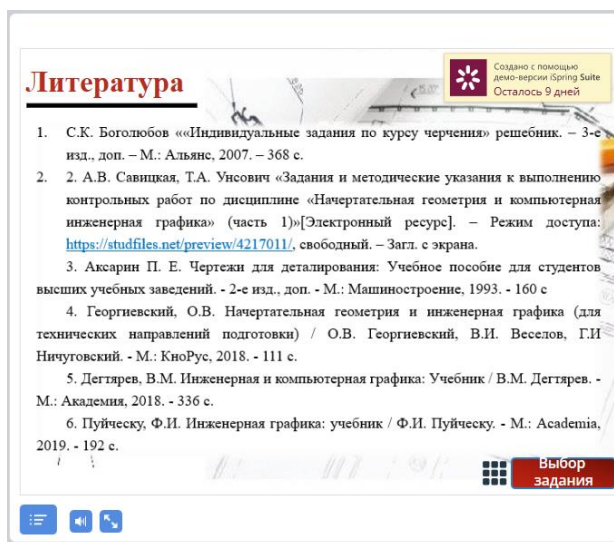 Создано с помощью
демо-версии iSpring Suite
Осталось 9 дней
Литература
1. С.К. Боголюбов ««Индивидуальные задания по курсу черчения» решебник. – 3-е
изд., доп. – М.: Альянс, 2007. – 368 с.
2. 2. А.В. Савицкая, Т.А. Унсович «Задания и методические указания к выполнению
контрольных работ по дисциплине «Начертательная геометрия и компьютерная
инженерная графика» (часть 1)»[Электронный ресурс]. – Режим доступа:
https://studfiles.net/preview/4217011/, свободный. – Загл. с экрана.
3. Аксарин П. Е. Чертежи для деталирования: Учебное пособие для студентов
высших учебных заведений. - 2-е изд., доп. - М.: Машиностроение, 1993. - 160 с
4. Георгиевский, О.В. Начертательная геометрия и инженерная графика (для
технических направлений подготовки) / О.В. Георгиевский, В.И. Веселов, Г.И
Ничуговский. - М.: КноРус, 2018. - 111 с.
5. Дегтярев, В.М. Инженерная и компьютерная графика: Учебник / В.М. Дегтярев. -
М.: Академия, 2018. - 336 с.
6. Пуйческу, Ф.И. Инженерная графика: учебник / Ф.И. Пуйческу. - М.: Academia,
2019. - 192 с.
Выбор
задания